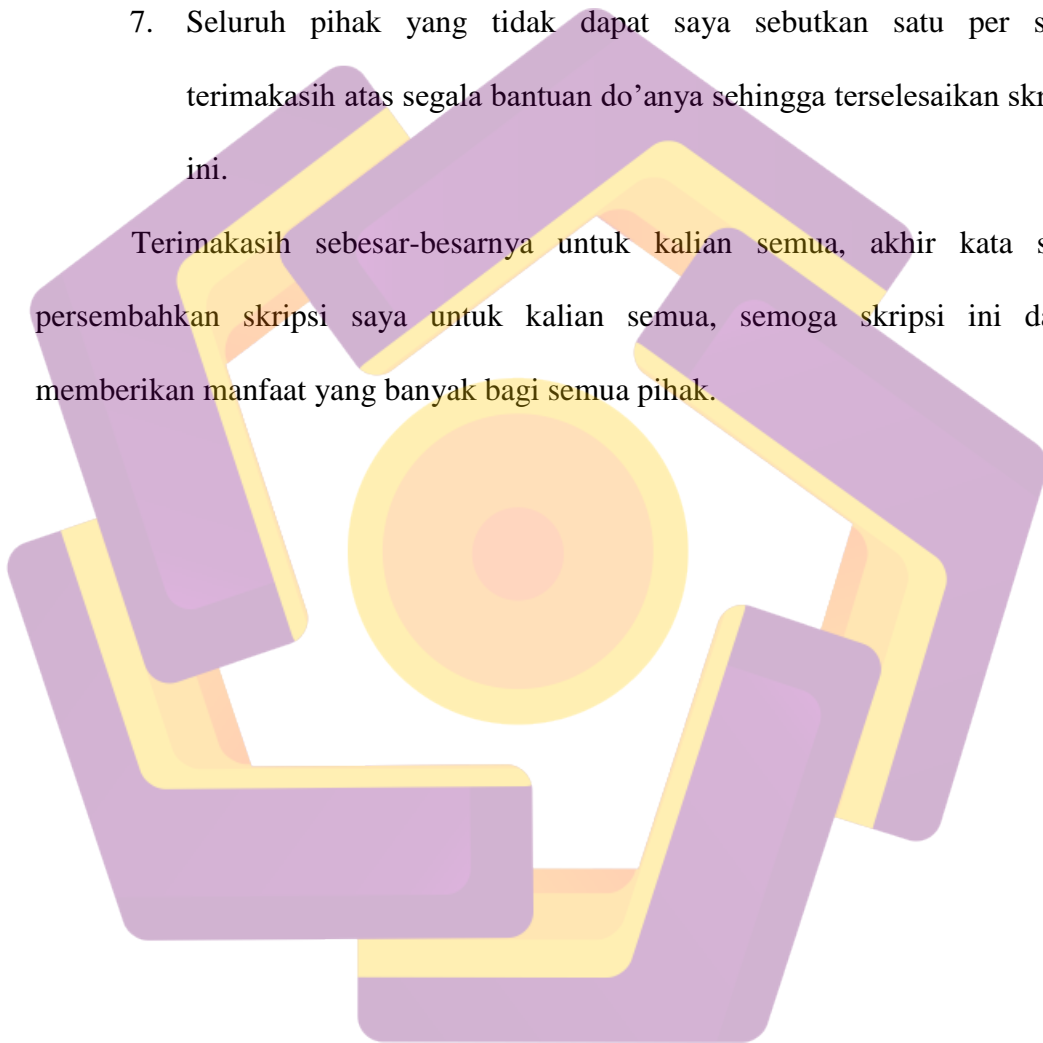 7. Seluruh pihak yang tidak dapat saya sebutkan satu per
terimakasih atas segala bantuan do’anya sehingga terselesaikan
ini.
Terimakasih sebesar-besarnya untuk kalian semua, akhir kata
persembahkan skripsi saya untuk kalian semua, semoga skripsi ini
memberikan manfaat yang banyak bagi semua pihak.